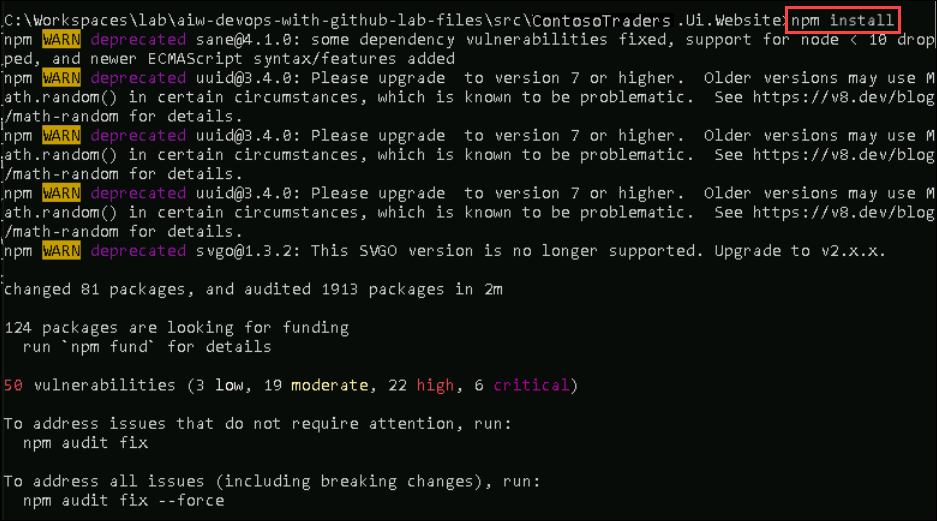 C:\Workspaces\lab\aiw-devops-with-github-lab-files\src\ContosoTraders.Ui.Website>npm install
npm WARN deprecated sane@4.1.0: some dependency vulnerabilities fixed, support for node < 10 drop
ped, and newer ECMAScript syntax/features added
npm WARN deprecated uuid@3.4.0: Please upgrade  to version 7 or higher.  Older versions may use M
ath.random() in certain circumstances, which is known to be problematic.  See https://v8.dev/blog
/math-random for details.
npm WARN deprecated uuid@3.4.0: Please upgrade  to version 7 or higher.  Older versions may use M
ath.random() in certain circumstances, which is known to be problematic.  See https://v8.dev/blog
/math-random for details.
npm WARN deprecated uuid@3.4.0: Please upgrade  to version 7 or higher.  Older versions may use M
ath.random() in certain circumstances, which is known to be problematic.  See https://v8.dev/blog
/math-random for details.
npm WARN deprecated svgo@1.3.2: This SVGO version is no longer supported. Upgrade to v2.x.x.
changed 81 packages, and audited 1913 packages in 2m
124 packages are looking for funding
  run `npm fund` for details
50 vulnerabilities (3 low, 19 moderate, 22 high, 6 critical)
To address issues that do not require attention, run:
  npm audit fix
To address all issues (including breaking changes), run:
  npm audit fix --force